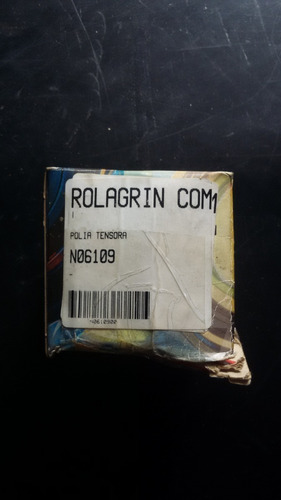 ROLAGRIN COM
POLIA TENSORA
N06109